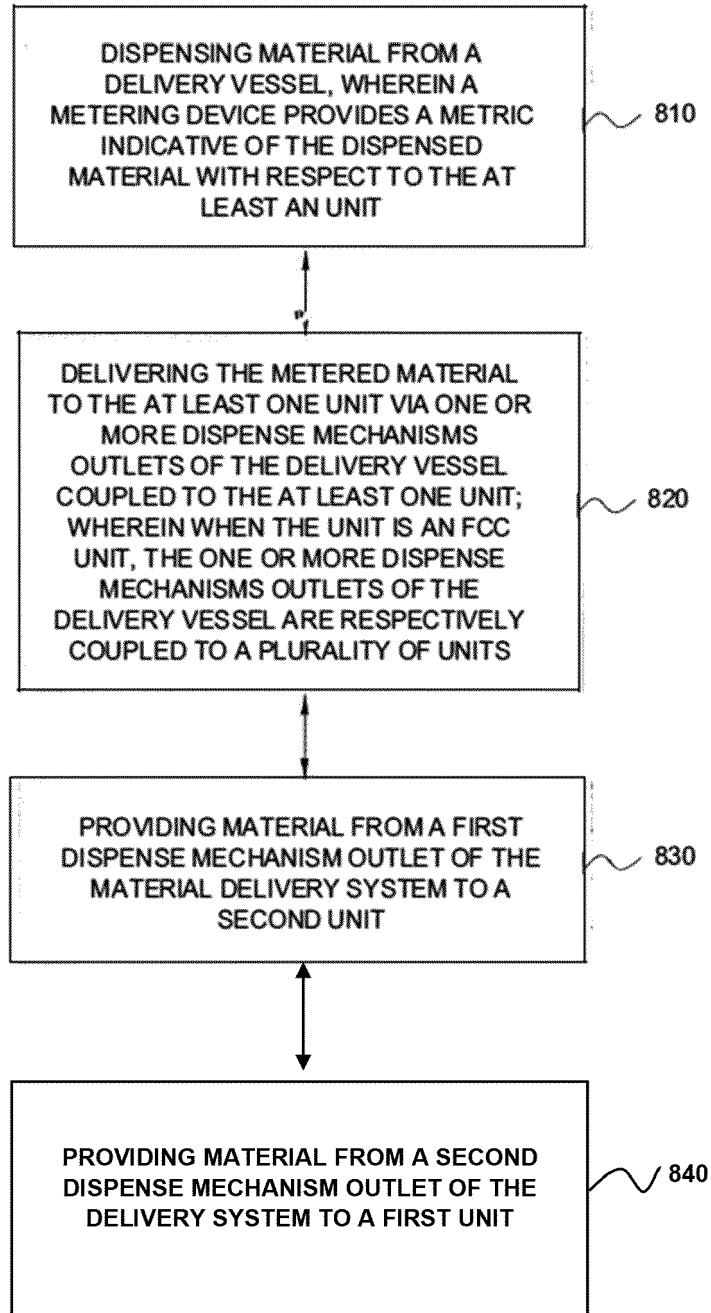 DISPENSING MATERIAL FROM A
DELIVERY VESSEL, WHEREIN A
METERING DEVICE PROVIDES A METRIC
INDICATIVE OF THE DISPENSED
MATERIAL WITH RESPECT TO THE AT
LEAST AN UNIT
810
DELIVERING THE METERED MATERIAL
TO THE AT LEAST ONE UNIT VIA ONE OR
MORE DISPENSE MECHANISMS
OUTLETS OF THE DELIVERY VESSEL
COUPLED TO THE AT LEAST ONE UNIT;
WHEREIN WHEN THE UNIT IS AN FCC
UNIT, THE ONE OR MORE DISPENSE
MECHANISMS OUTLETS OF THE
DELIVERY VESSEL ARE RESPECTIVELY
COUPLED TO A PLURALITY OF UNITS
820
PROVIDING MATERIAL FROM A FIRST
DISPENSE MECHANISM OUTLET OF THE
MATERIAL DELIVERY SYSTEM TO A
SECOND UNIT
830
PROVIDING MATERIAL FROM A SECOND
DISPENSE MECHANISM OUTLET OF THE
DELIVERY SYSTEM TO A FIRST UNIT
840